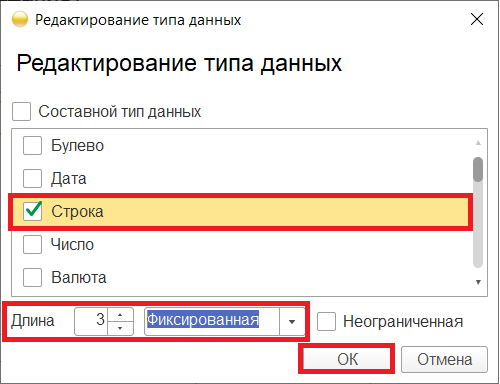 Редактирование типа данных
Редактирование типа данных
Составной тип данных
Булево
Дата
Строка
Число
Валюта
Длина 3 Фиксированная Неограниченная
ОК Отмена